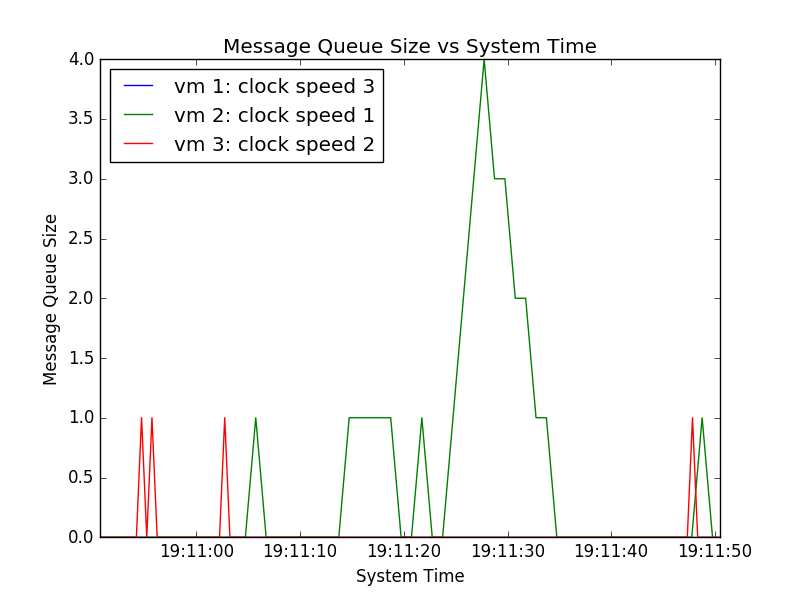 Message Queue Size vs System Time
4.0
3.5
3.0
2.5
2.0
1.5
1.0
0.5
0.0
Message Queue Size
vm 1: clock speed 3
vm 2: clock speed 1
vm 3: clock speed 2
19:11:00 19:11:10 19:11:20 19:11:30 19:11:40 19:11:50
System Time